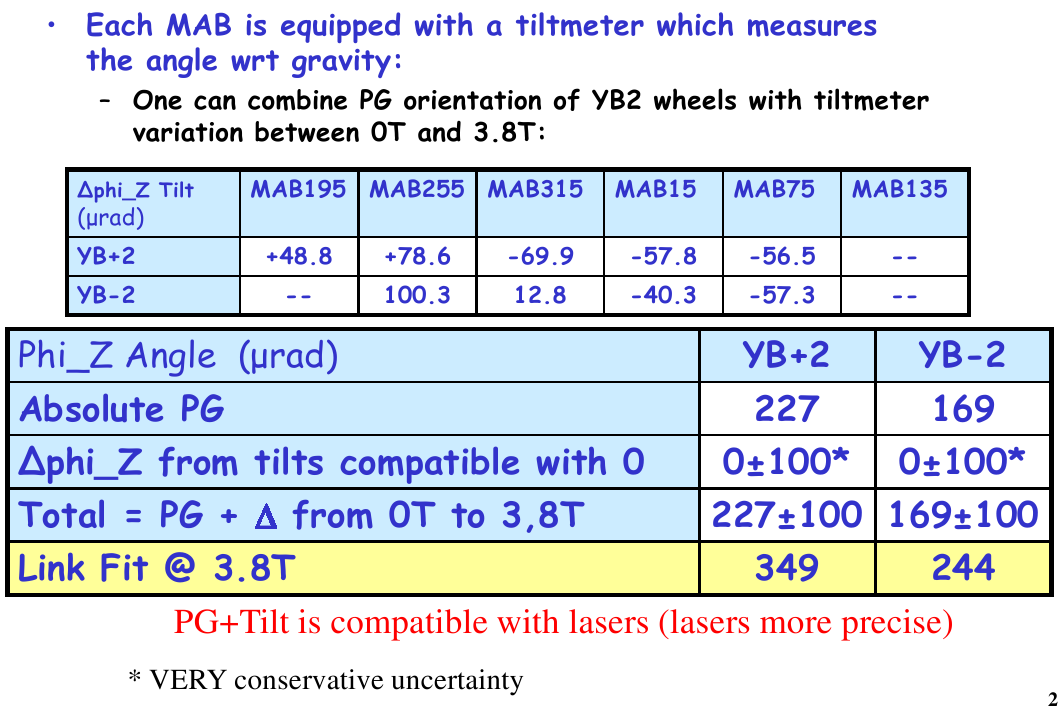 • Each MAB is equipped with a tiltmeter which measures
the angle wrt gravity:
– One can combine PG orientation of YB2 wheels with tiltmeter
variation between 0T and 3.8T:
Δphi_Z Tilt (μrad) MAB195 MAB255 MAB315 MAB15 MAB75 MAB135
YB+2 +48.8 +78.6 -69.9 -57.8 -56.5 --
YB-2 -- 100.3 12.8 -40.3 -57.3 --
Phi_Z Angle (μrad) YB+2 YB-2
Absolute PG 227 169
Δphi_Z from tilts compatible with 0 0±100* 0±100*
Total = PG + Δ from 0T to 3,8T 227±100 169±100
Link Fit @ 3.8T 349 244
PG+Tilt is compatible with lasers (lasers more precise)
* VERY conservative uncertainty
2